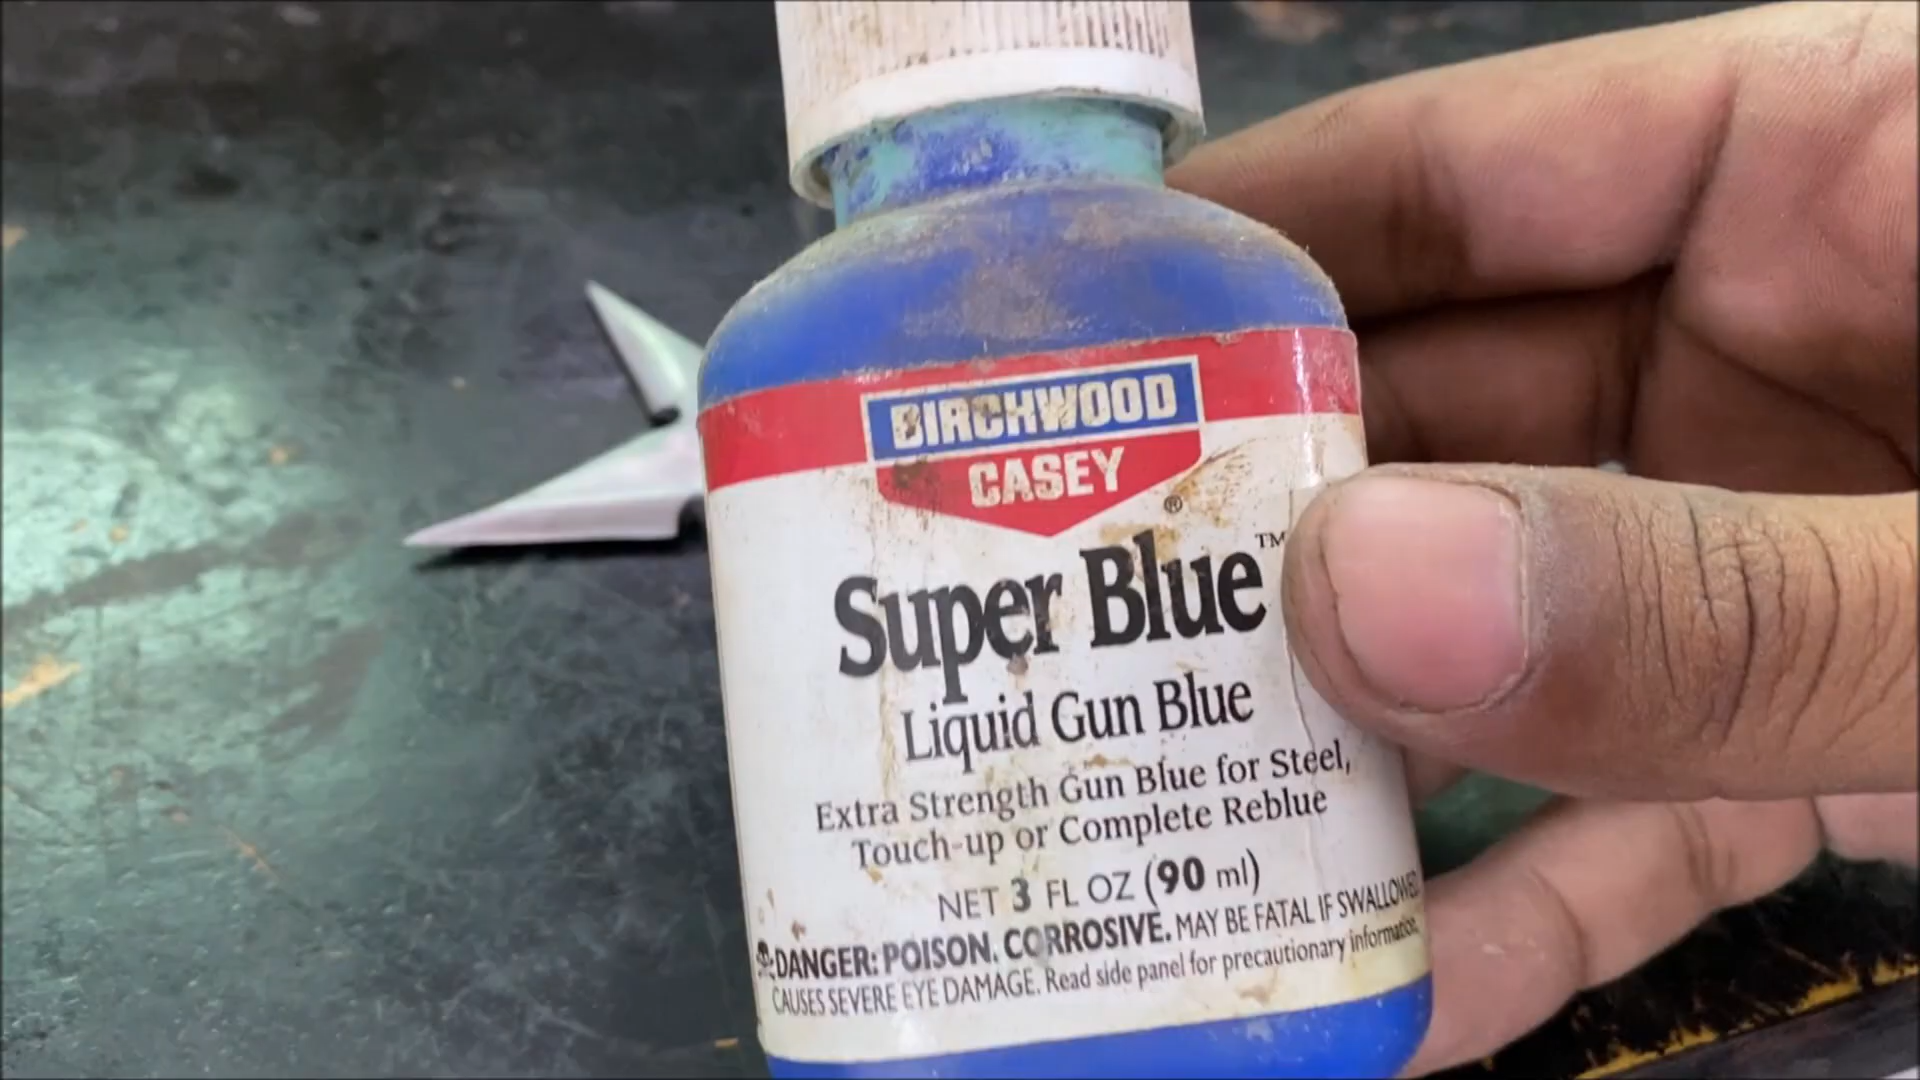 BIRCHWOOD
CASEY
®
Super Blue™
Liquid Gun Blue
Extra Strength Gun Blue for Steel,
Touch-up or Complete Reblue
NET 3 FL OZ (90 ml)
DANGER: POISON. CORROSIVE. MAY BE FATAL IF SWALLOWED.
CAUSES SEVERE EYE DAMAGE. Read side panel for precautionary information.